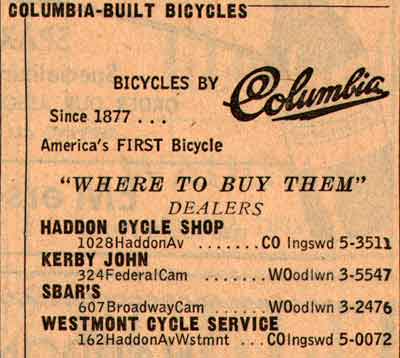 COLUMBIA-BUILT BICYCLES
BICYCLES BY Columbia
Since 1877 ...
America's FIRST Bicycle
"WHERE TO BUY THEM"
DEALERS
HADDON CYCLE SHOP
1028HaddonAv .......CO lngswd 5-3511
KERBY JOHN
324FederalCam .......WOodlwn 3-5547
SBAR'S
607BroadwayCam ......WOodlwn 3-2476
WESTMONT CYCLE SERVICE
162HaddonAvWstmnt ...COlngswd 5-0072